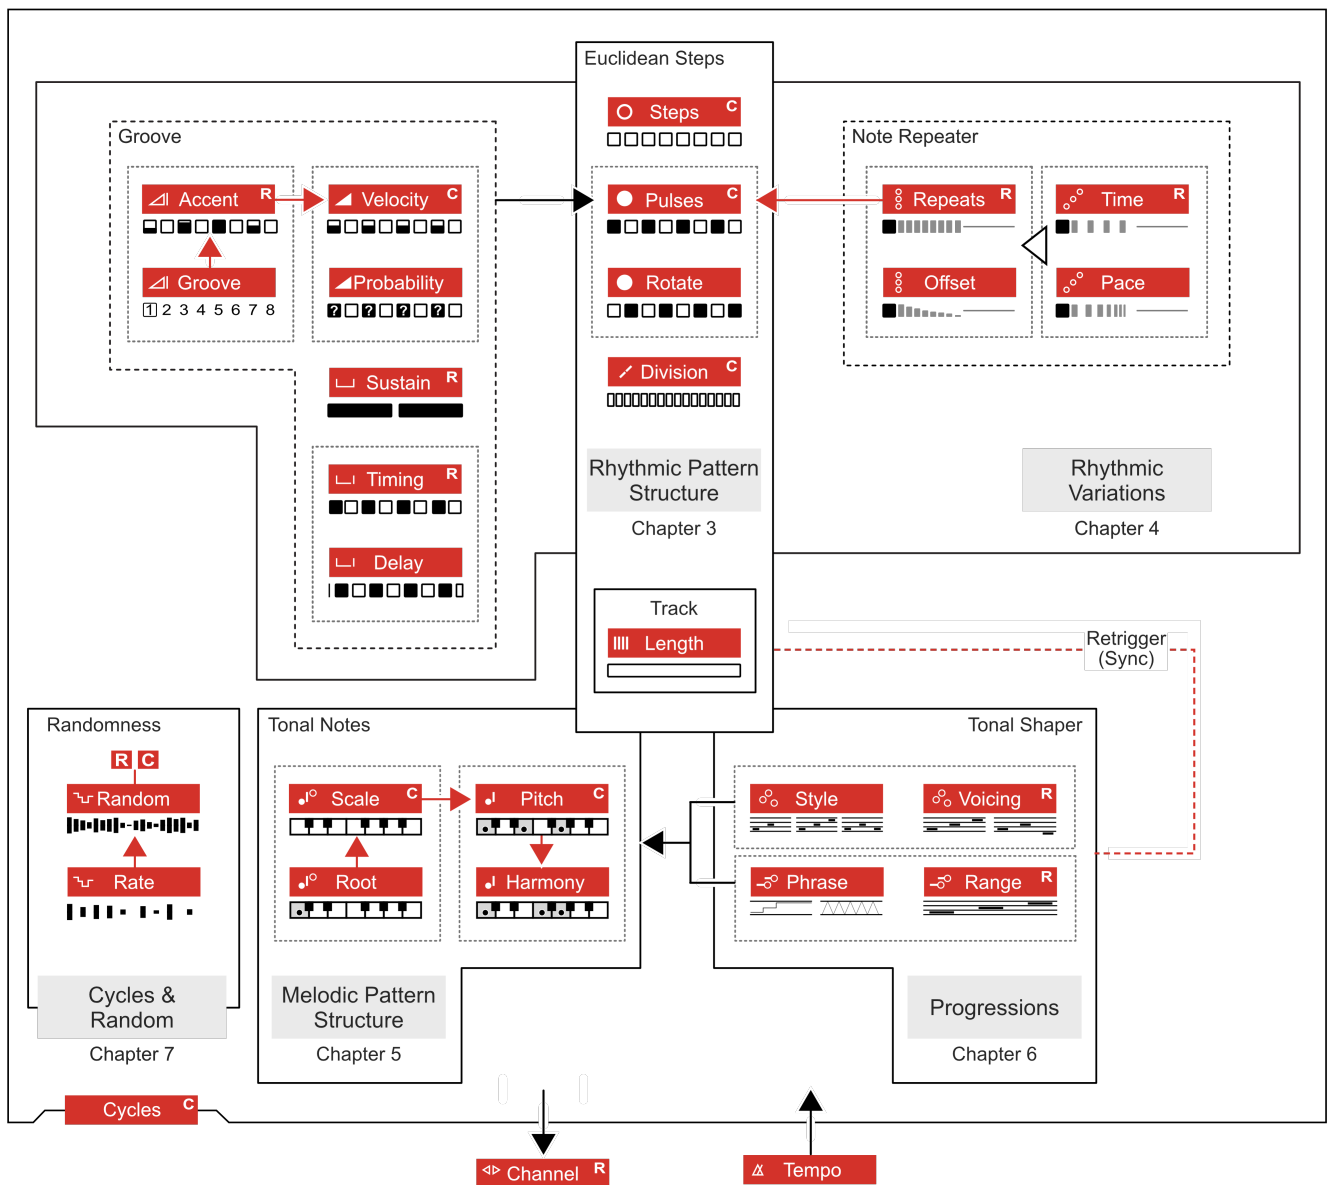 Euclidean Steps
Steps C
Groove
Note Repeater
Accent R
Velocity C
Pulses C
Repeats R
Time R
Groove
Probability
Rotate
Offset
Pace
1 2 3 4 5 6 7 8
? ? ? ?
Sustain R
Division C
Timing R
Rhythmic Pattern
Structure
Chapter 3
Rhythmic
Variations
Chapter 4
Delay
Track
Length
Retrigger
(Sync)
Randomness
R C
Random
Rate
Cycles &
Random
Chapter 7
Tonal Notes
Scale C
Pitch C
Root
Harmony
Melodic Pattern
Structure
Chapter 5
Tonal Shaper
Style
Voicing R
Phrase
Range R
Progressions
Chapter 6
Cycles C
Channel R
Tempo